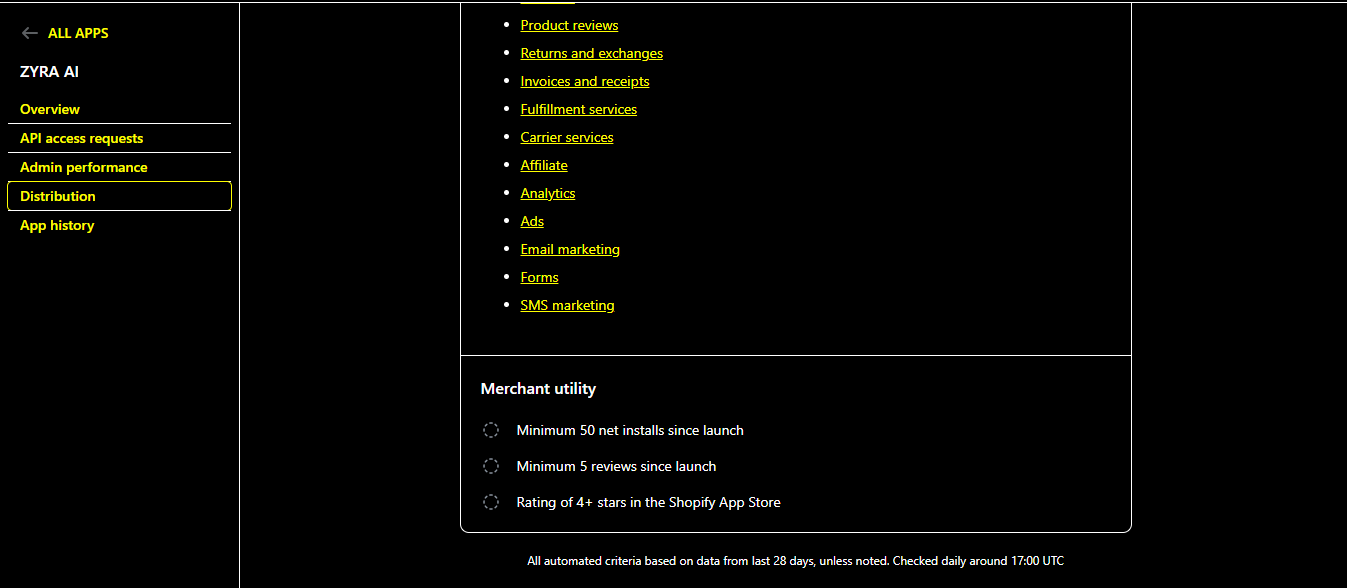 ALL APPS
ZYRA AI
Overview
API access requests
Admin performance
Distribution
App history
Product reviews
Returns and exchanges
Invoices and receipts
Fulfillment services
Carrier services
Affiliate
Analytics
Ads
Email marketing
Forms
SMS marketing
Merchant utility
Minimum 50 net installs since launch
Minimum 5 reviews since launch
Rating of 4+ stars in the Shopify App Store
All automated criteria based on data from last 28 days, unless noted. Checked daily around 17:00 UTC